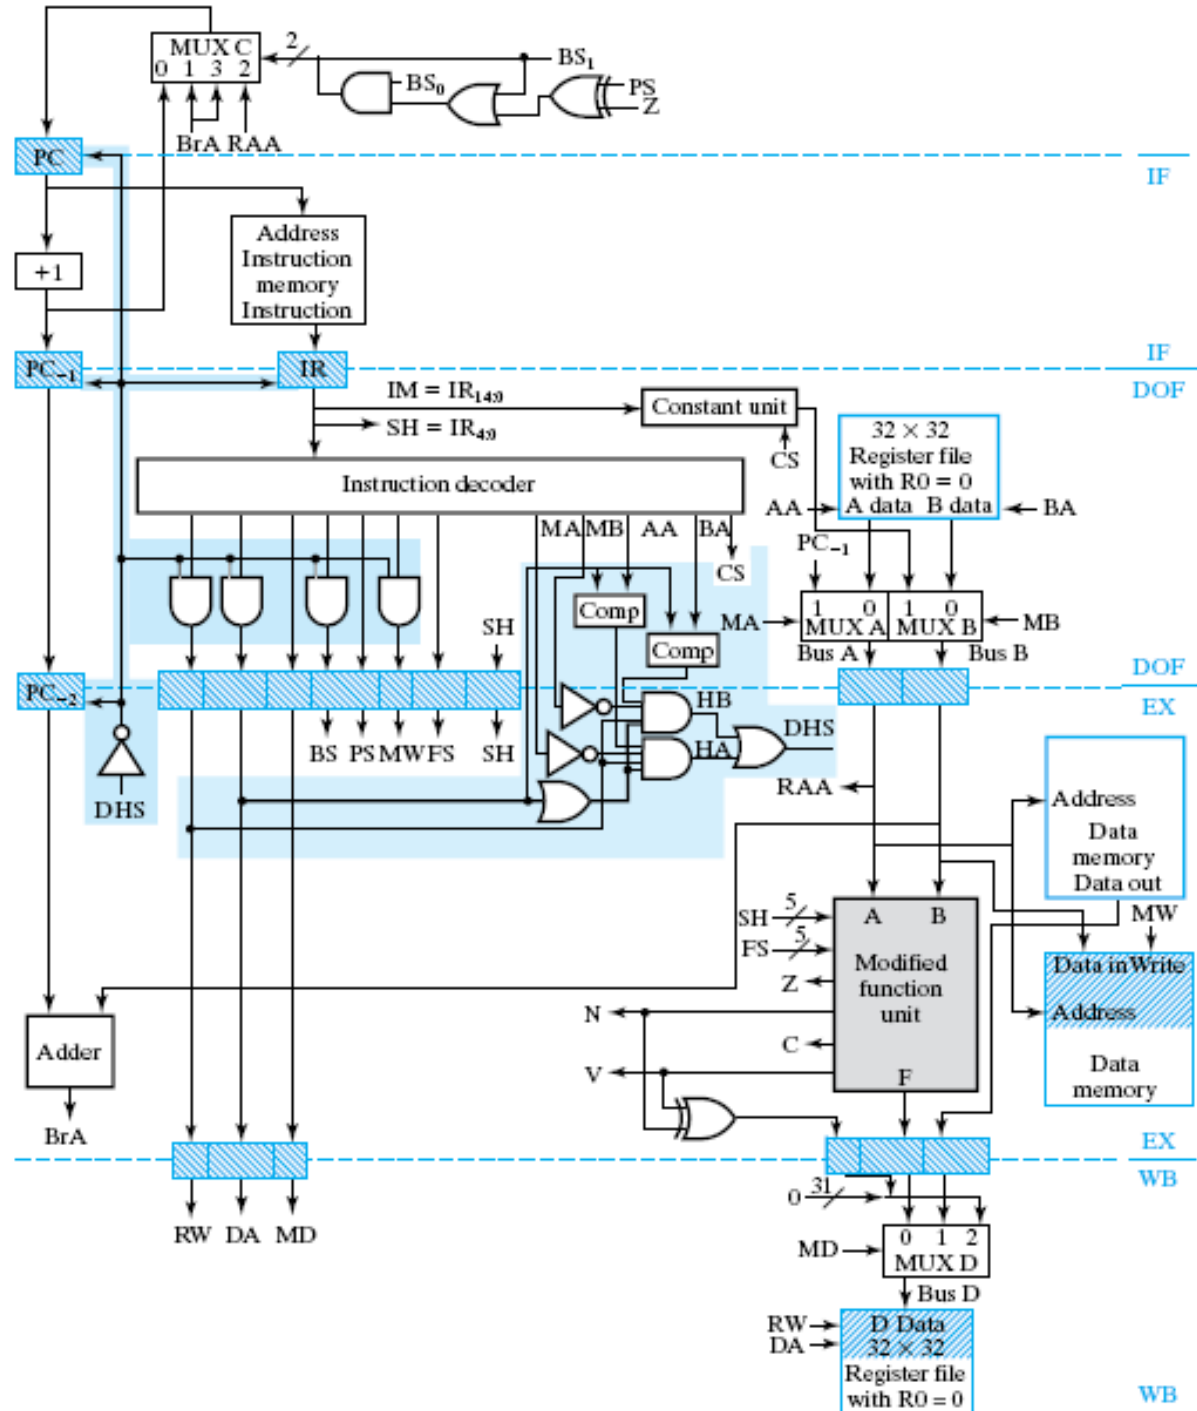 MUX C
0 1 3 2
2
BS₁
BS₀
PS
Z
BrA RAA
PC
IF
+1
Address
Instruction
memory
Instruction
PC₋₁
IR
IF
DOF
IM = IR₁₄:₀
SH = IR₄:₀
Constant unit
CS
32 × 32
Register file
with R0 = 0
A data B data
AA
BA
Instruction decoder
MA MB AA BA
CS
PC₋₁
1 0 1 0
MUX A MUX B
MA
MB
Bus A
Bus B
Comp
Comp
SH
PC₋₂
DOF
EX
BS PS MW FS SH
HB
HA
DHS
DHS
RAA
Address
Data
memory
Data out
MW
SH 5
FS 5
A B
Modified
function
unit
F
Z
N
C
V
Data in Write
Address
Data
memory
Adder
BrA
EX
WB
RW DA MD
0 31
0 1 2
MUX D
MD
Bus D
RW
DA
D Data
32 × 32
Register file
with R0 = 0
WB